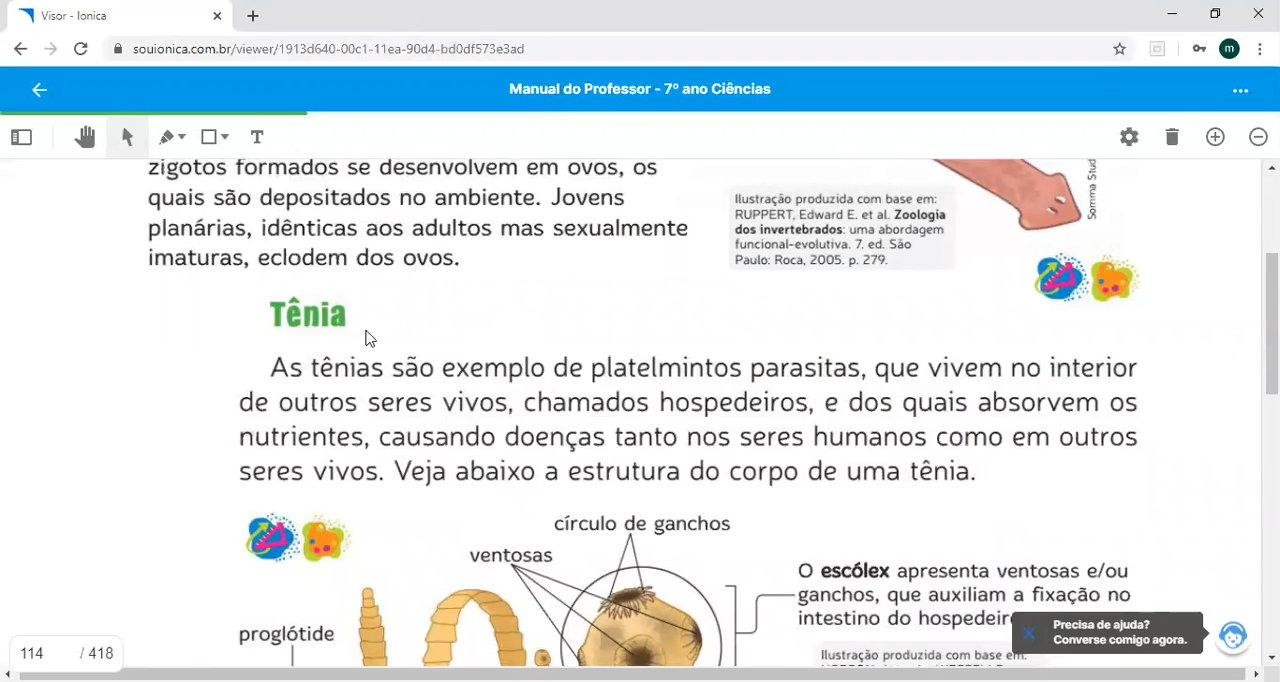 Visor - Ionica
souionica.com.br/viewer/1913d640-00c1-11ea-90d4-bd0df573e3ad
m
Manual do Professor - 7º ano Ciências
T
zigotos formados se desenvolvem em ovos, os
quais são depositados no ambiente. Jovens
planárias, idênticas aos adultos mas sexualmente
imaturas, eclodem dos ovos.
Somma Stud
Ilustração produzida com base em:
RUPPERT, Edward E. et al. Zoologia
dos invertebrados: uma abordagem
funcional-evolutiva. 7. ed. São
Paulo: Roca, 2005. p. 279.
Tênia
As tênias são exemplo de platelmintos parasitas, que vivem no interior
de outros seres vivos, chamados hospedeiros, e dos quais absorvem os
nutrientes, causando doenças tanto nos seres humanos como em outros
seres vivos. Veja abaixo a estrutura do corpo de uma tênia.
círculo de ganchos
ventosas
proglótide
O escólex apresenta ventosas e/ou
ganchos, que auxiliam a fixação no
intestino do hospedeir
Ilustração produzida com base em:
Precisa de ajuda?
Converse comigo agora.
114 / 418